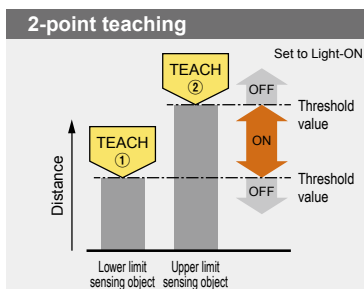 2-point teaching
Set to Light-ON
TEACH
②
OFF
Threshold
value
TEACH
①
ON
Threshold
value
OFF
Distance
Lower limit
sensing object
Upper limit
sensing object